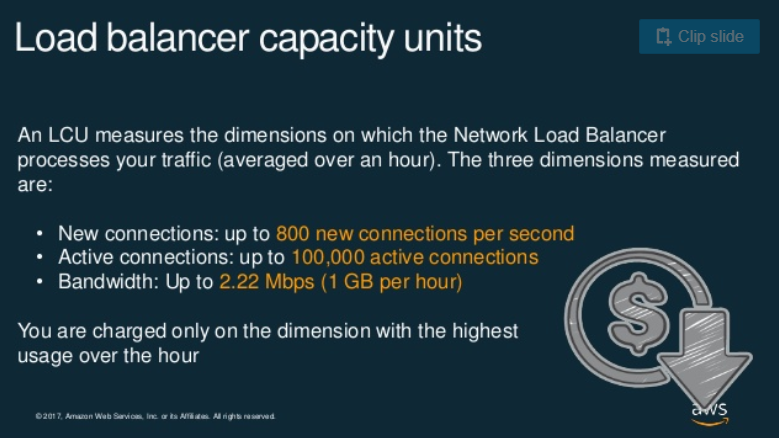 Load balancer capacity units
Clip slide
An LCU measures the dimensions on which the Network Load Balancer
processes your traffic (averaged over an hour). The three dimensions measured
are:
• New connections: up to 800 new connections per second
• Active connections: up to 100,000 active connections
• Bandwidth: Up to 2.22 Mbps (1 GB per hour)
You are charged only on the dimension with the highest
usage over the hour
$
© 2017, Amazon Web Services, Inc. or its Affiliates. All rights reserved.
aws